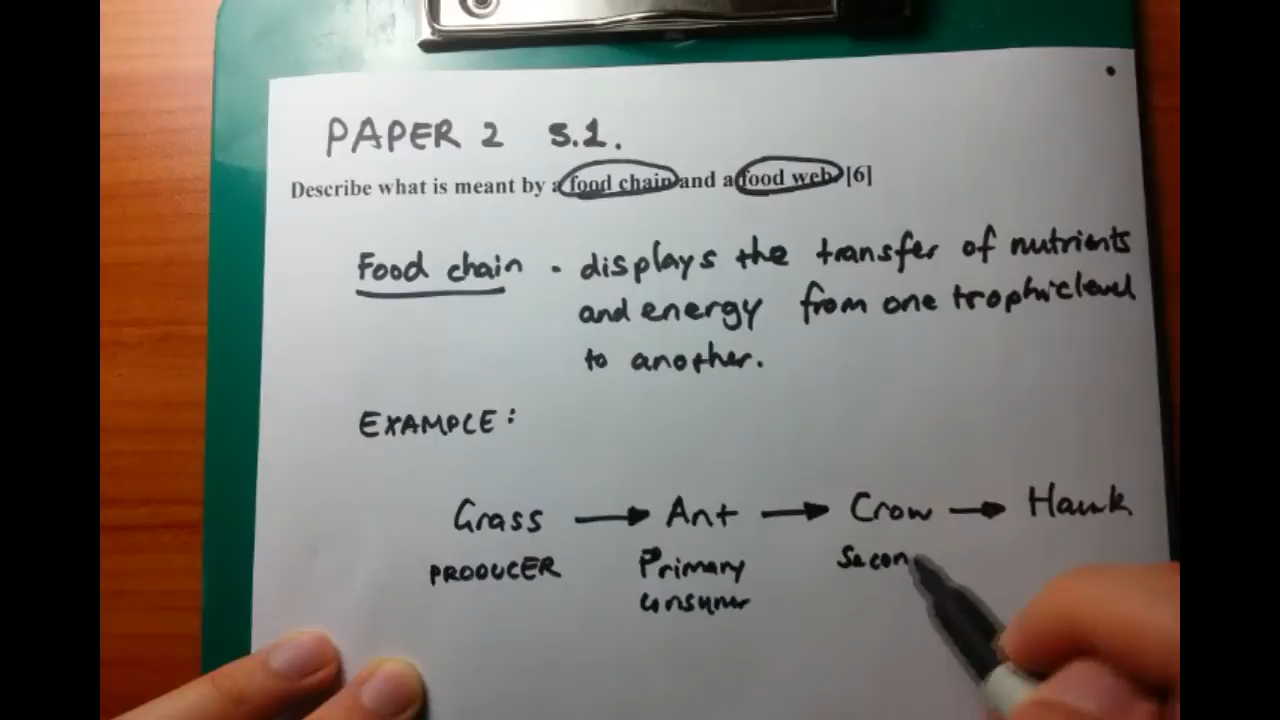 PAPER 2 5.1.
Describe what is meant by a food chain and a food web. [6]
Food chain - displays the transfer of nutrients
and energy from one trophic level
to another.
EXAMPLE:
Grass → Ant → Crow → Hawk
PRODUCER Primary Secon
consumer